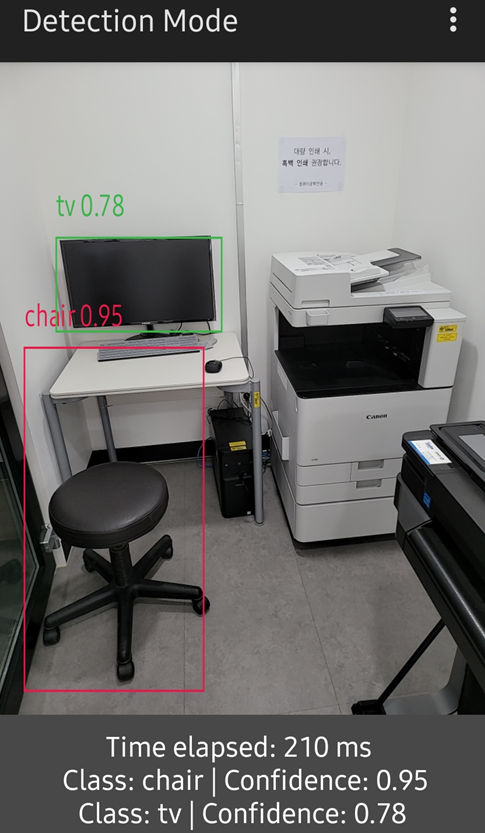 Detection Mode
대량 인쇄 시,
흑백 인쇄 권장합니다.
tv 0.78
chair 0.95
Canon
Time elapsed: 210 ms
Class: chair | Confidence: 0.95
Class: tv | Confidence: 0.78